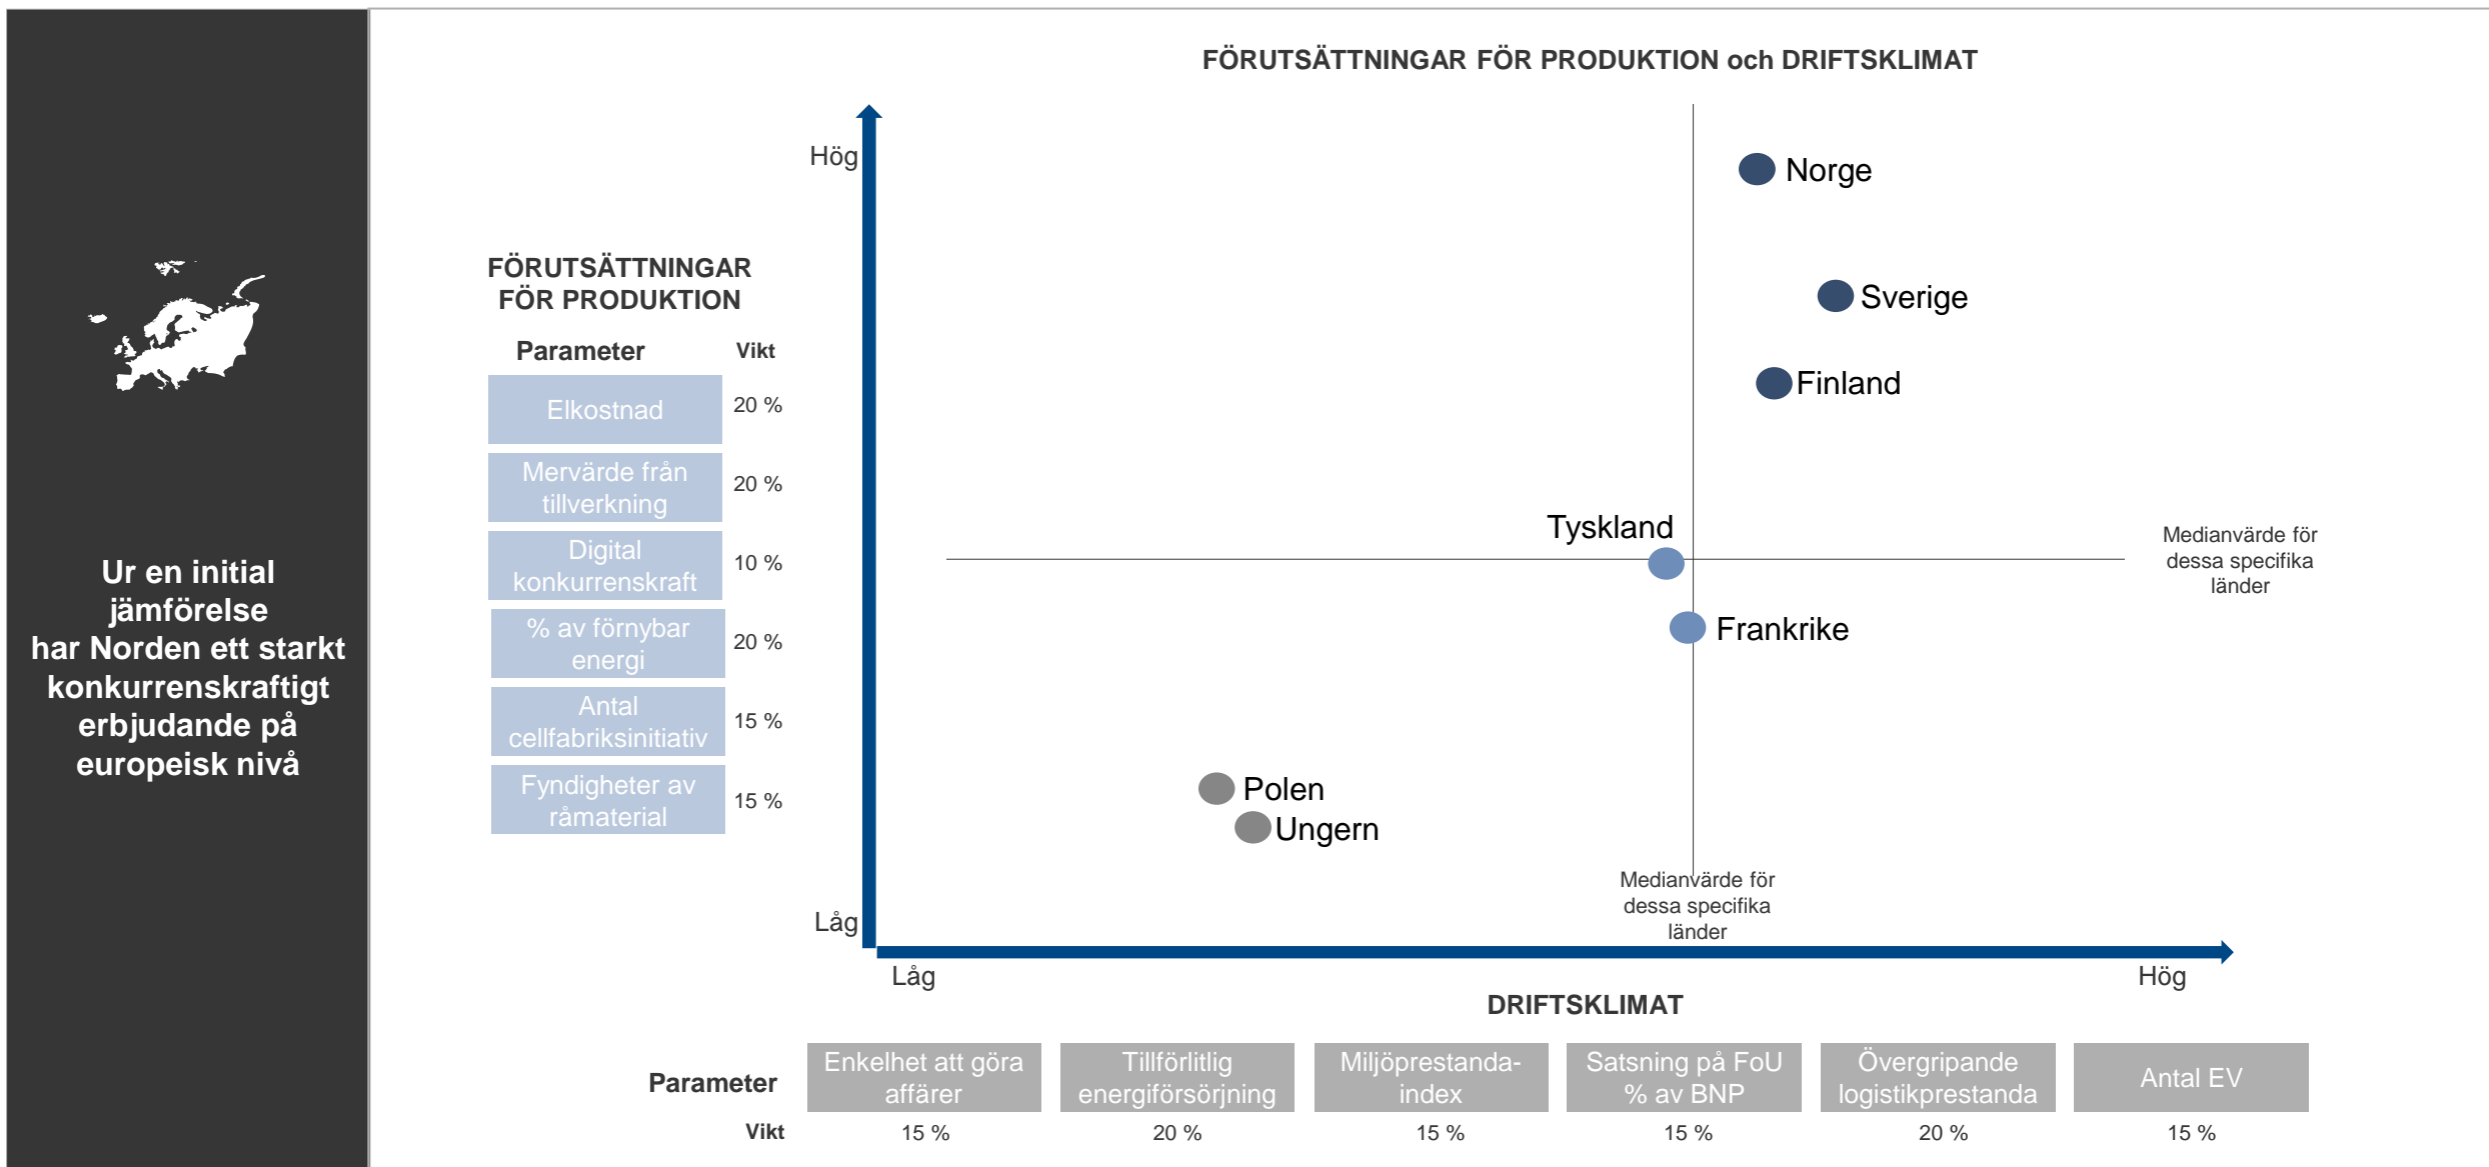 Ur en initial
jämförelse
har Norden ett starkt
konkurrenskraftigt
erbjudande på
europeisk nivå
FÖRUTSÄTTNINGAR FÖR PRODUKTION och DRIFTSKLIMAT
FÖRUTSÄTTNINGAR
FÖR PRODUKTION
Parameter Vikt
Elkostnad 20 %
Mervärde från
tillverkning
20 %
Digital
konkurrenskraft
10 %
% av förnybar
energi
20 %
Antal
cellfabriksinitiativ
15 %
Fyndigheter av
råmaterial
15 %
Hög
Norge
Sverige
Finland
Tyskland
Medianvärde för
dessa specifika
länder
Frankrike
Polen
Ungern
Medianvärde för
dessa specifika
länder
Låg
Låg
Hög
DRIFTSKLIMAT
Parameter
Enkelhet att göra
affärer
Tillförlitlig
energiförsörjning
Miljöprestanda-
index
Satsning på FoU
% av BNP
Övergripande
logistikprestanda
Antal EV
Vikt 15 % 20 % 15 % 15 % 20 % 15 %